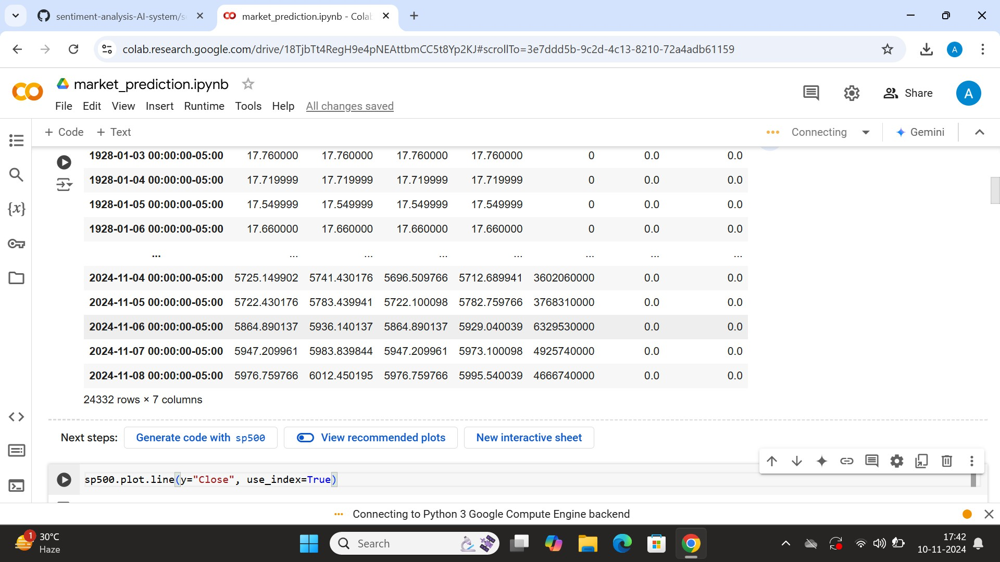 sentiment-analysis-AI-system/s
market_prediction.ipynb - Cola
colab.research.google.com/drive/18TjbTt4RegH9e4pNEAttbmCC5t8Yp2KJ#scrollTo=3e7ddd5b-9c2d-4c13-8210-72a4adb61159
A
market_prediction.ipynb
File Edit View Insert Runtime Tools Help All changes saved
Share
A
+ Code + Text
Connecting
Gemini
1928-01-03 00:00:00-05:00 17.760000 17.760000 17.760000 17.760000 0 0.0 0.0
1928-01-04 00:00:00-05:00 17.719999 17.719999 17.719999 17.719999 0 0.0 0.0
1928-01-05 00:00:00-05:00 17.549999 17.549999 17.549999 17.549999 0 0.0 0.0
1928-01-06 00:00:00-05:00 17.660000 17.660000 17.660000 17.660000 0 0.0 0.0
... ... ... ... ... ... ... ...
2024-11-04 00:00:00-05:00 5725.149902 5741.430176 5696.509766 5712.689941 3602060000 0.0 0.0
2024-11-05 00:00:00-05:00 5722.430176 5783.439941 5722.100098 5782.759766 3768310000 0.0 0.0
2024-11-06 00:00:00-05:00 5864.890137 5936.140137 5864.890137 5929.040039 6329530000 0.0 0.0
2024-11-07 00:00:00-05:00 5947.209961 5983.839844 5947.209961 5973.100098 4925740000 0.0 0.0
2024-11-08 00:00:00-05:00 5976.759766 6012.450195 5976.759766 5995.540039 4666740000 0.0 0.0
24332 rows × 7 columns
Next steps: Generate code with sp500 View recommended plots New interactive sheet
sp500.plot.line(y="Close", use_index=True)
Connecting to Python 3 Google Compute Engine backend
1
30°C
Haze
Search
17:42
10-11-2024